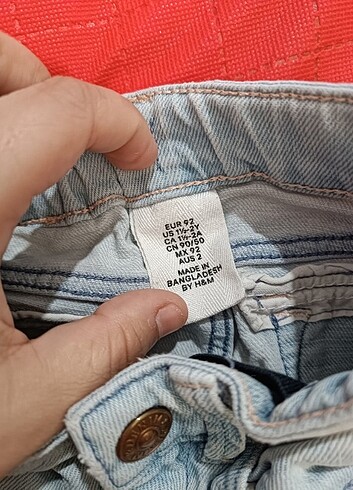 EUR 92
US 1½-2Y
CA 1½-2A
CN 90/50
MX 92
AUS 2
MADE IN
BANGLADESH
BY H&M